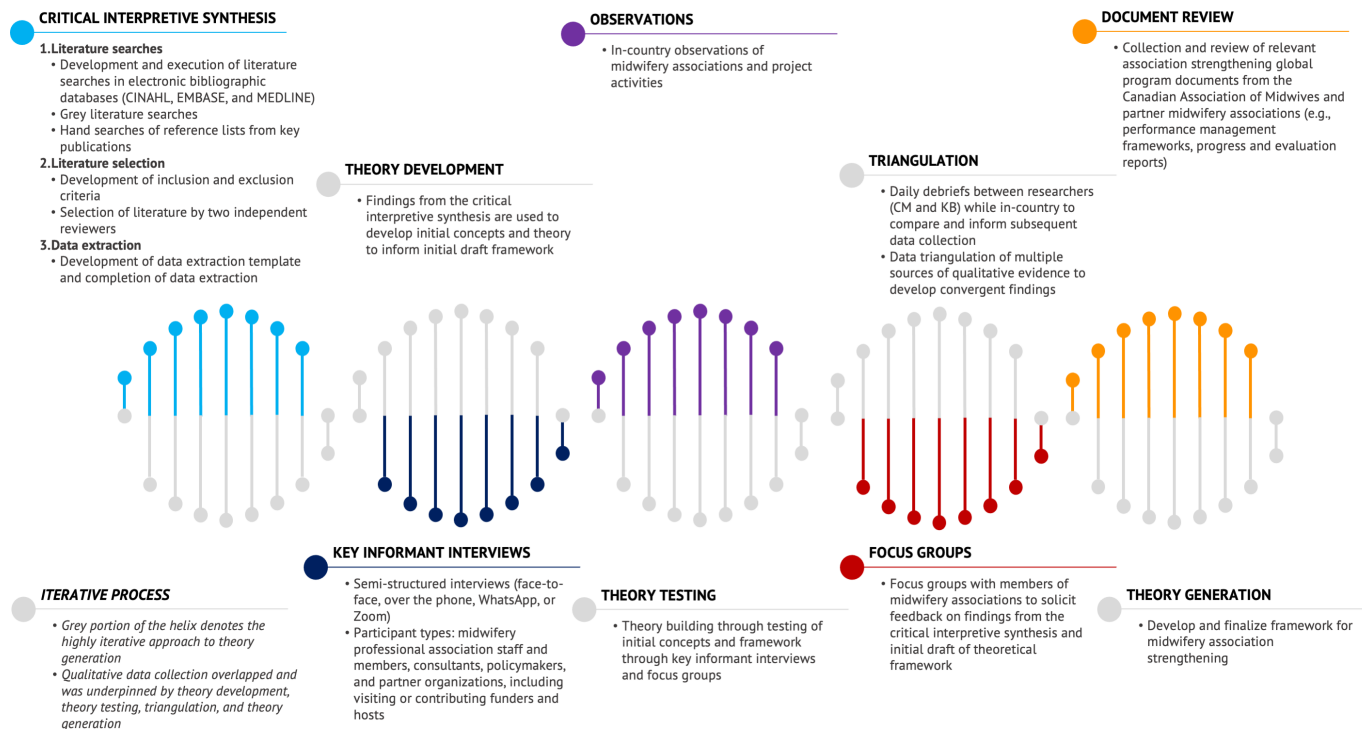 CRITICAL INTERPRETIVE SYNTHESIS
1.Literature searches
• Development and execution of literature
searches in electronic bibliographic
databases (CINAHL, EMBASE, and MEDLINE)
• Grey literature searches
• Hand searches of reference lists from key
publications
2.Literature selection
• Development of inclusion and exclusion
criteria
• Selection of literature by two independent
reviewers
3.Data extraction
• Development of data extraction template
and completion of data extraction
THEORY DEVELOPMENT
• Findings from the critical
interpretive synthesis are used to
develop initial concepts and theory
to inform initial draft framework
OBSERVATIONS
• In-country observations of
midwifery associations and project
activities
TRIANGULATION
• Daily debriefs between researchers
(CM and KB) while in-country to
compare and inform subsequent
data collection
• Data triangulation of multiple
sources of qualitative evidence to
develop convergent findings
DOCUMENT REVIEW
• Collection and review of relevant
association strengthening global
program documents from the
Canadian Association of Midwives and
partner midwifery associations (e.g.,
performance management
frameworks, progress and evaluation
reports)
ITERATIVE PROCESS
• Grey portion of the helix denotes the
highly iterative approach to theory
generation
• Qualitative data collection overlapped and
was underpinned by theory development,
theory testing, triangulation, and theory
generation
KEY INFORMANT INTERVIEWS
• Semi-structured interviews (face-to-
face, over the phone, WhatsApp, or
Zoom)
• Participant types: midwifery
professional association staff and
members, consultants, policymakers,
and partner organizations, including
visiting or contributing funders and
hosts
THEORY TESTING
• Theory building through testing of
initial concepts and framework
through key informant interviews
and focus groups
FOCUS GROUPS
• Focus groups with members of
midwifery associations to solicit
feedback on findings from the
critical interpretive synthesis and
initial draft of theoretical
framework
THEORY GENERATION
• Develop and finalize framework for
midwifery association
strengthening